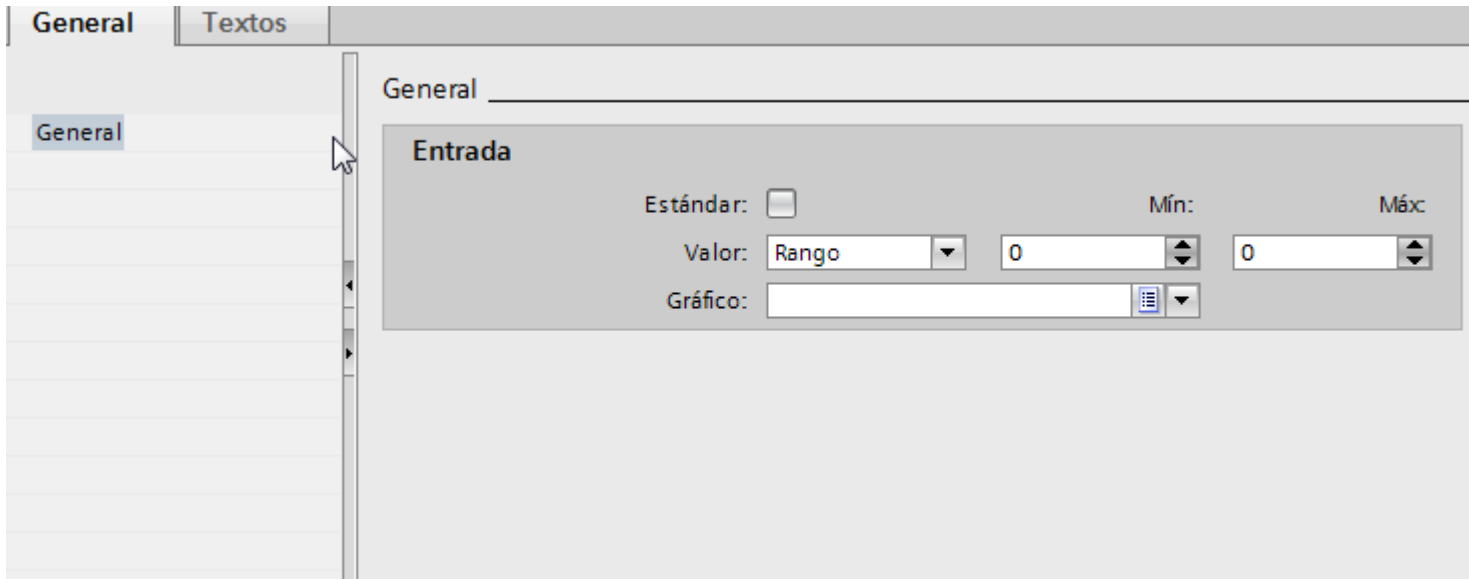 General Textos
General
General
Entrada
Estándar: Mín: Máx:
Valor: Rango 0 0
Gráfico: